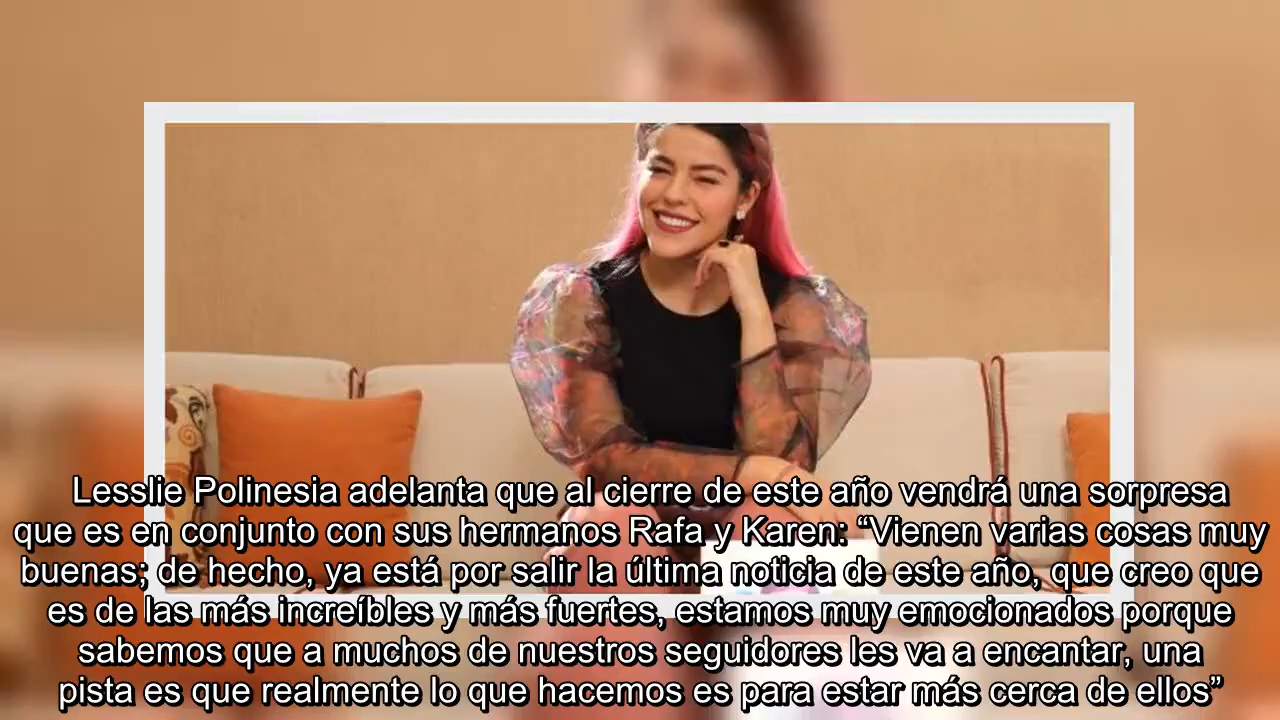 Lesslie Polinesia adelanta que al cierre de este año vendrá una sorpresa
que es en conjunto con sus hermanos Rafa y Karen: “Vienen varias cosas muy
buenas; de hecho, ya está por salir la última noticia de este año, que creo que
es de las más increíbles y más fuertes, estamos muy emocionados porque
sabemos que a muchos de nuestros seguidores les va a encantar, una
pista es que realmente lo que hacemos es para estar más cerca de ellos”